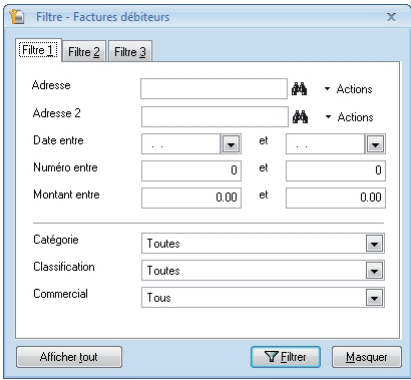 Filtre - Factures débiteurs
Filtre 1 Filtre 2 Filtre 3
Adresse Actions
Adresse 2 Actions
Date entre . . et . .
Numéro entre 0 et 0
Montant entre 0.00 et 0.00
Catégorie Toutes
Classification Toutes
Commercial Tous
Afficher tout Filtrer Masquer